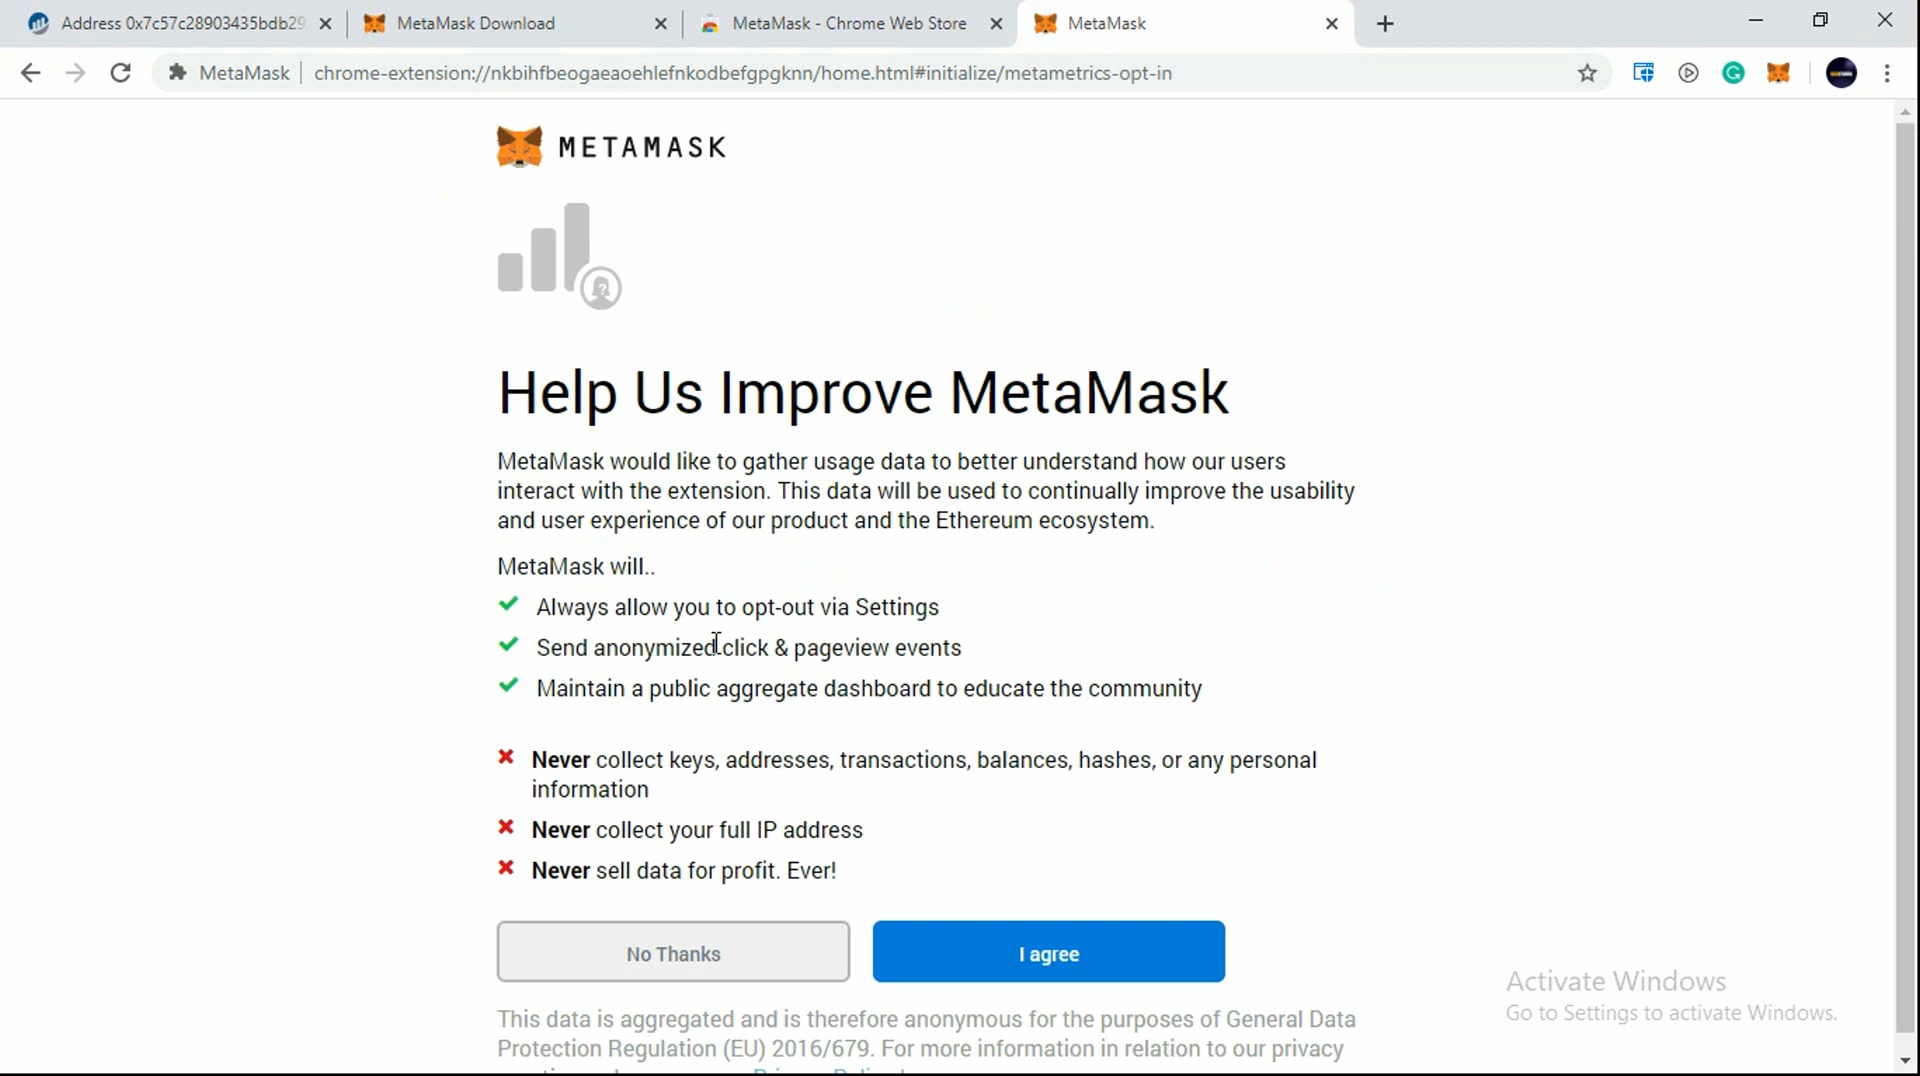 Address 0x7c57c28903435bdb29
MetaMask Download
MetaMask - Chrome Web Store
MetaMask
MetaMask
chrome-extension://nkbihfbeogaeaoehlefnkodbefgpgknn/home.html#initialize/metametrics-opt-in
METAMASK
Help Us Improve MetaMask
MetaMask would like to gather usage data to better understand how our users
interact with the extension. This data will be used to continually improve the usability
and user experience of our product and the Ethereum ecosystem.
MetaMask will..
Always allow you to opt-out via Settings
Send anonymized click & pageview events
Maintain a public aggregate dashboard to educate the community
Never collect keys, addresses, transactions, balances, hashes, or any personal
information
Never collect your full IP address
Never sell data for profit. Ever!
No Thanks
I agree
Activate Windows
Go to Settings to activate Windows.
This data is aggregated and is therefore anonymous for the purposes of General Data
Protection Regulation (EU) 2016/679. For more information in relation to our privacy